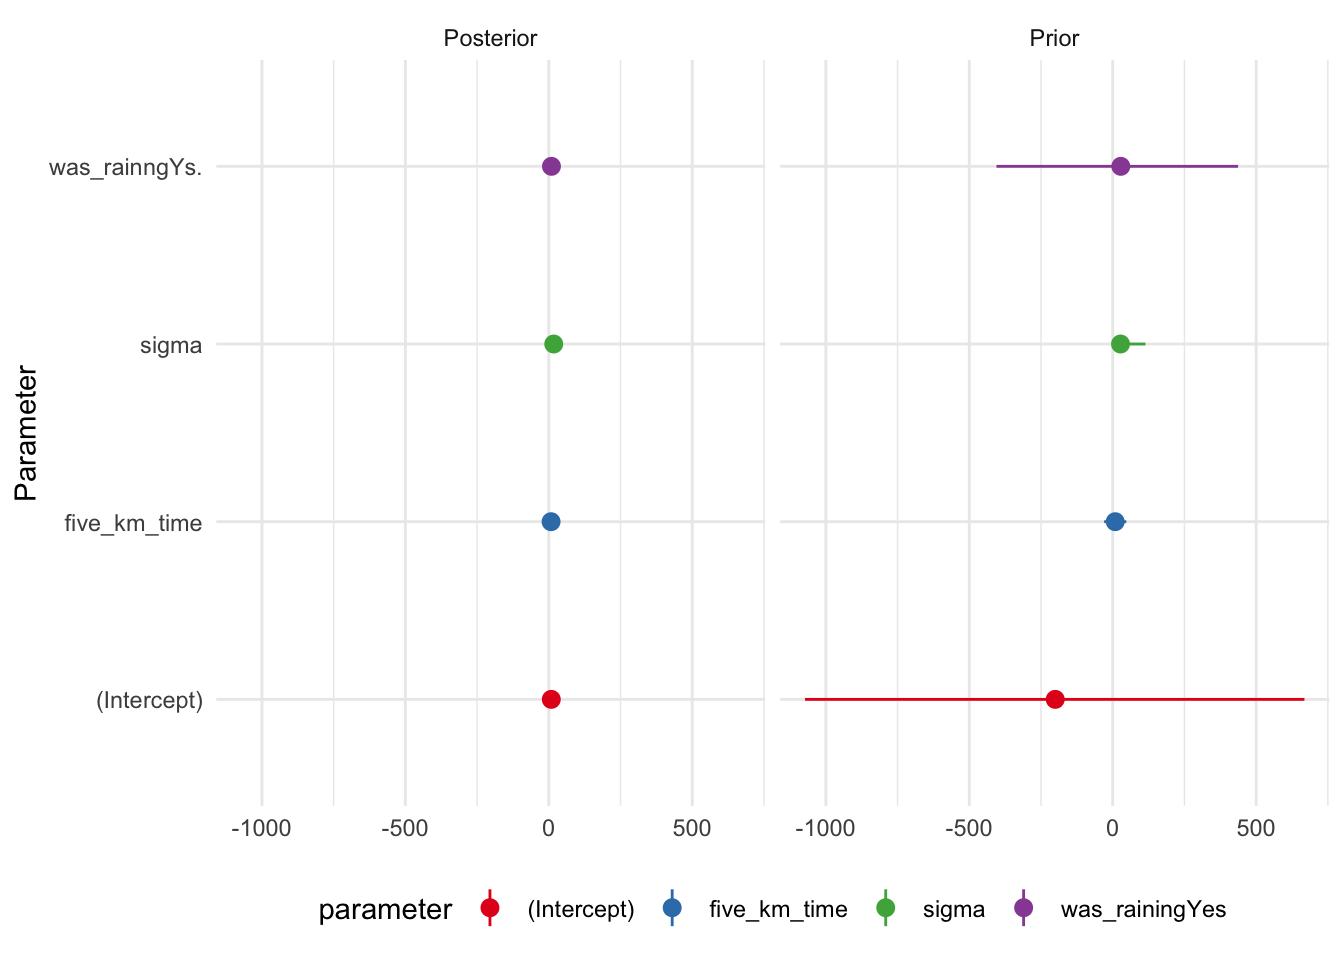 Posterior Prior
was_rainngYs.
sigma
five_km_time
(Intercept)
Parameter
-1000 -500 0 500 -1000 -500 0 500
parameter (Intercept) five_km_time sigma was_rainingYes